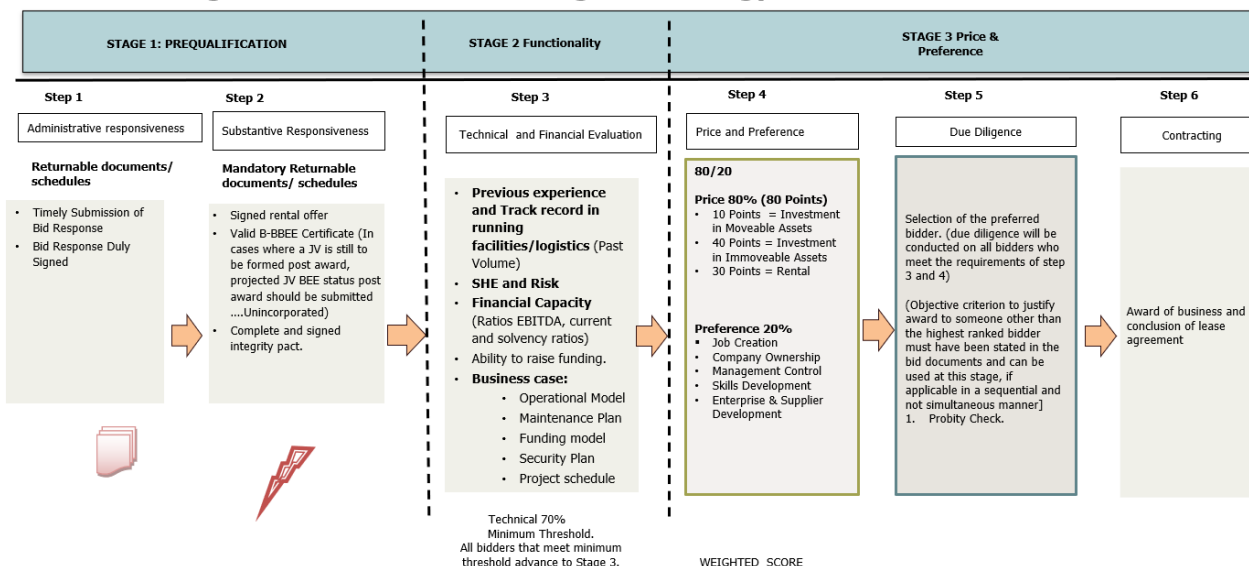 STAGE 1: PREQUALIFICATION
STAGE 2 Functionality
STAGE 3 Price &
Preference
Step 1
Administrative responsiveness
Returnable documents/
schedules
• Timely Submission of
Bid Response
• Bid Response Duly
Signed
Step 2
Substantive Responsiveness
Mandatory Returnable
documents/ schedules
• Signed rental offer
• Valid B-BBEE Certificate (In
cases where a JV is still to
be formed post award,
projected JV BEE status post
award should be submitted
....Unincorporated)
• Complete and signed
integrity pact.
Step 3
Technical and Financial Evaluation
• Previous experience
and Track record in
running
facilities/logistics (Past
Volume)
• SHE and Risk
• Financial Capacity
(Ratios EBITDA, current
and solvency ratios)
• Ability to raise funding.
• Business case:
• Operational Model
• Maintenance Plan
• Funding model
• Security Plan
• Project schedule
Technical 70%
Minimum Threshold.
All bidders that meet minimum
threshold advance to Stage 3.
Step 4
Price and Preference
80/20
Price 80% (80 Points)
• 10 Points = Investment
in Moveable Assets
• 40 Points = Investment
in Immoveable Assets
• 30 Points = Rental
Preference 20%
▪ Job Creation
• Company Ownership
• Management Control
• Skills Development
• Enterprise & Supplier
Development
WEIGHTED SCORE
Step 5
Due Diligence
Selection of the preferred
bidder. (due diligence will be
conducted on all bidders who
meet the requirements of step
3 and 4)
(Objective criterion to justify
award to someone other than
the highest ranked bidder
must have been stated in the
bid documents and can be
used at this stage, if
applicable in a sequential and
not simultaneous manner]
1. Probity Check.
Step 6
Contracting
Award of business and
conclusion of lease
agreement